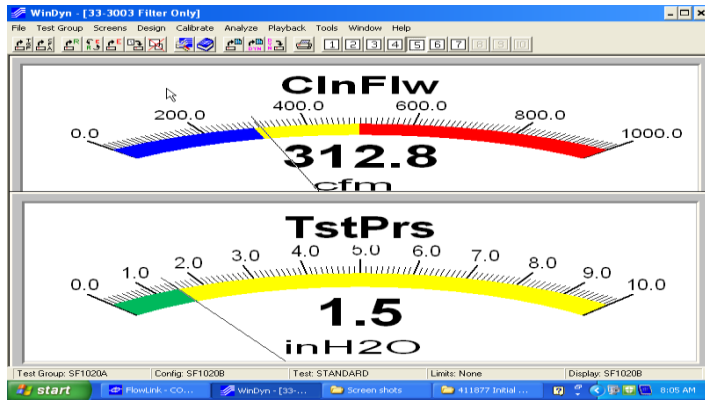 WinDyn - [33-3003 Filter Only]
File Test Group Screens Design Calibrate Analyze Playback Tools Window Help
1 2 3 4 5 6 7 8 9 10
ClnFlw
0.0 200.0 400.0 600.0 800.0 1000.0
312.8
cfm
TstPrs
0.0 1.0 2.0 3.0 4.0 5.0 6.0 7.0 8.0 9.0 10.0
1.5
inH2O
Test Group: SF1020A Config: SF1020B Test: STANDARD Limits: None Display: SF1020B
start FlowLink - CO... WinDyn - [33-... Screen shots 411877 Initial ... 8:05 AM